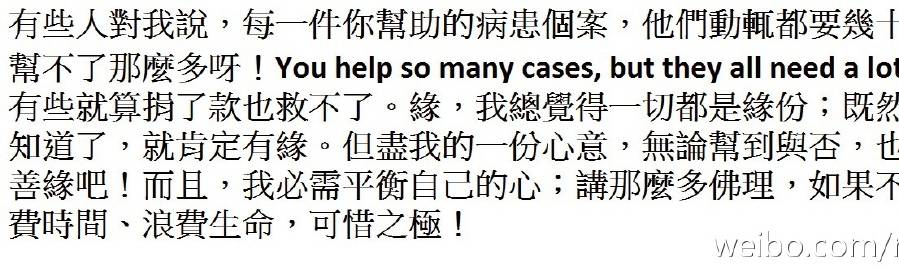 有些人對我說，每一件你幫助的病患個案，他們動輒都要幾十
幫不了那麼多呀！You help so many cases, but they all need a lot
有些就算捐了款也救不了。緣，我總覺得一切都是緣份；既然
知道了，就肯定有緣。但盡我的一份心意，無論幫到與否，也
善緣吧！而且，我必需平衡自己的心；講那麼多佛理，如果不
費時間、浪費生命，可惜之極！
weibo.com/r